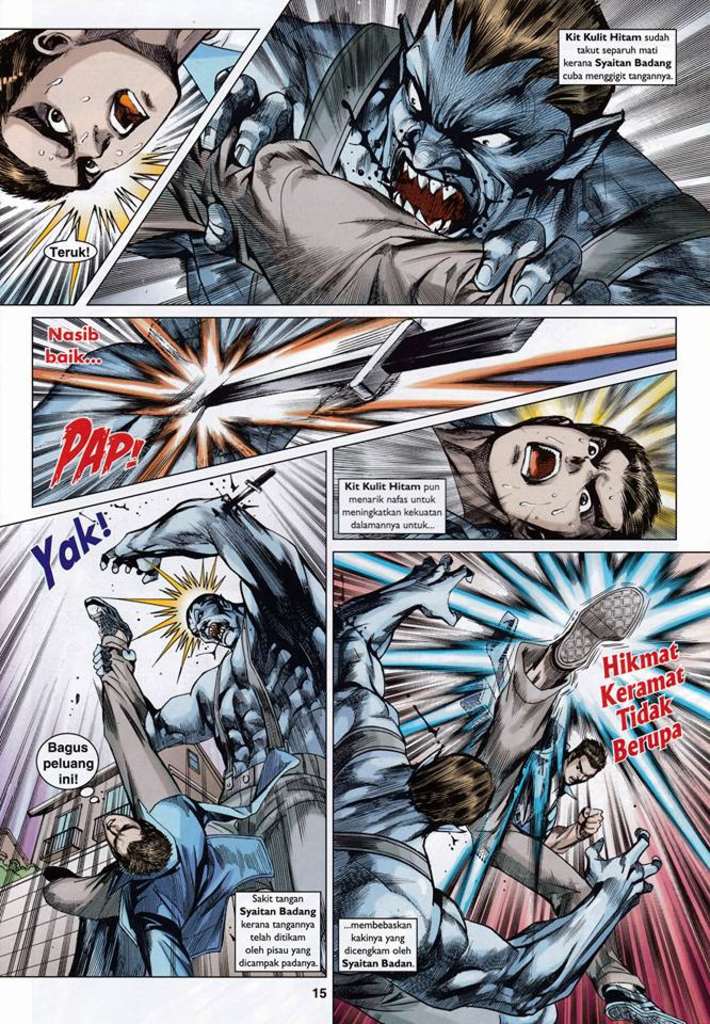 Teruk!
Kit Kulit Hitam sudah
takut separuh mati
kerana Syaitan Badang
cuba menggigit tangannya.
Nasib
baik...
PAP!
Kit Kulit Hitam pun
menarik nafas untuk
meningkatkan kekuatan
dalamannya untuk...
Yak!
Bagus
peluang
ini!
Sakit tangan
Syaitan Badang
kerana tangannya
telah ditikam
oleh pisau yang
dicampak padanya.
Hikmat
Keramat
Tidak
Berupa
...membebaskan
kakinya yang
dicengkam oleh
Syaitan Badan.
15